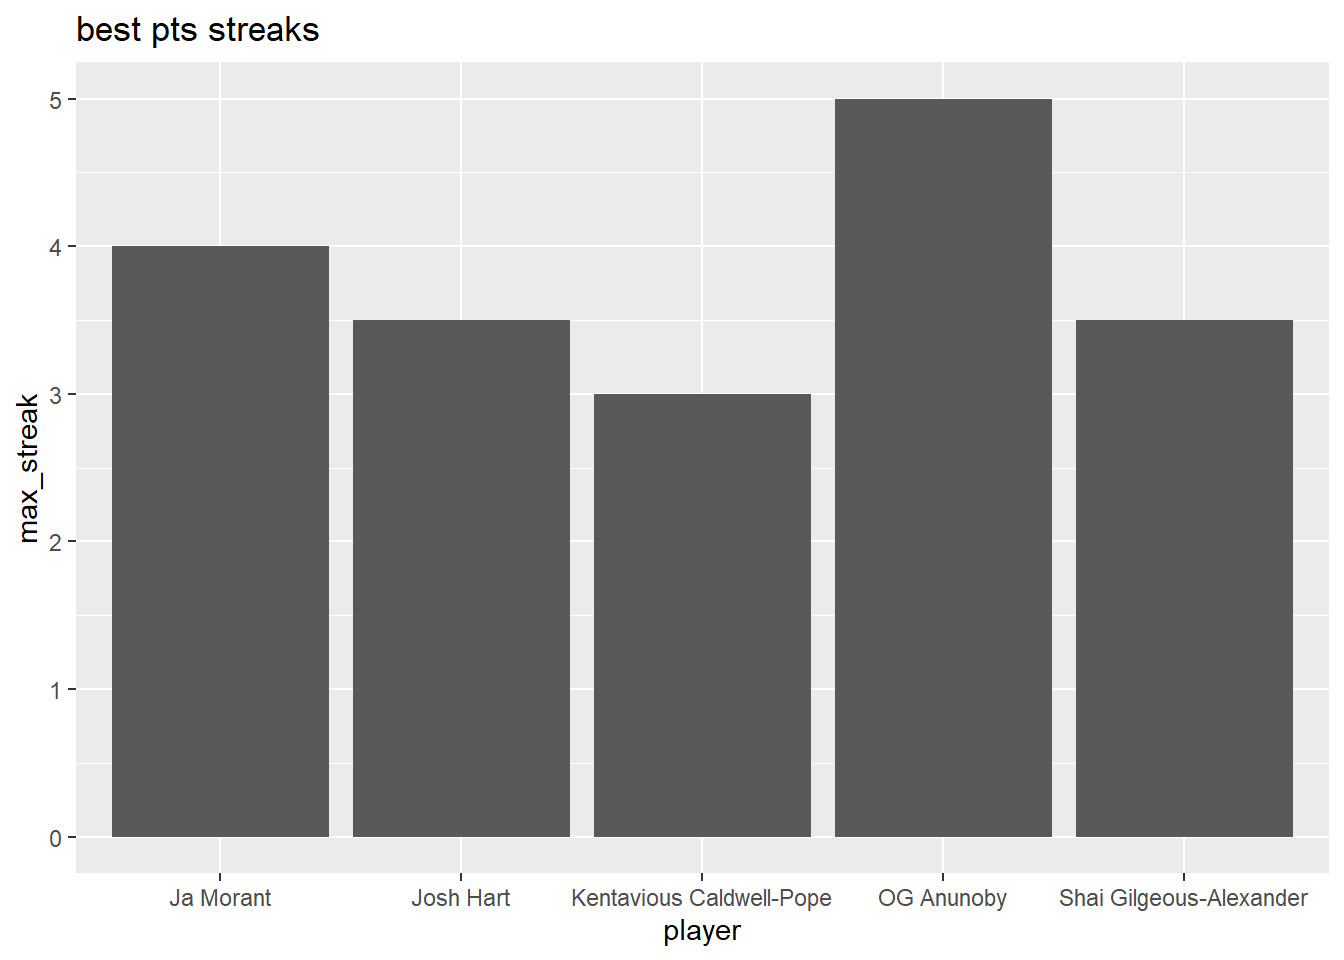 best pts streaks
5
4
3
2
1
0
max_streak
Ja Morant
Josh Hart
Kentavious Caldwell-Pope
OG Anunoby
Shai Gilgeous-Alexander
player